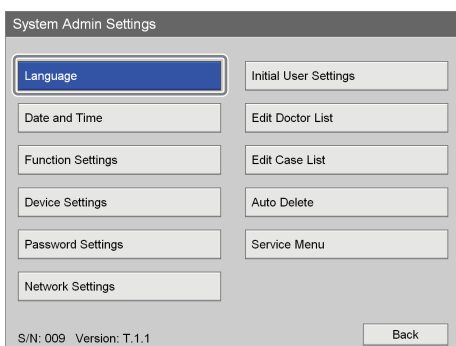 System Admin Settings
Language
Date and Time
Function Settings
Device Settings
Password Settings
Network Settings
Initial User Settings
Edit Doctor List
Edit Case List
Auto Delete
Service Menu
S/N: 009 Version: T.1.1
Back